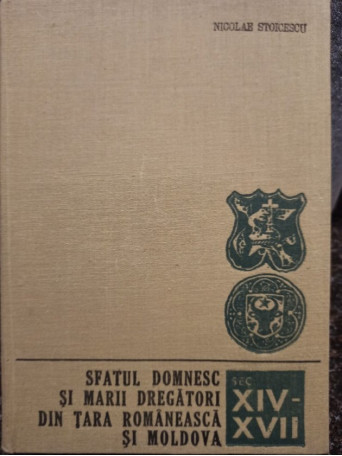 NICOLAE STOICESCU
SFATUL DOMNESC
ȘI MARII DREGĂTORI
DIN ȚARA ROMÂNEASCĂ
ȘI MOLDOVA
SEC
XIV-
XVII